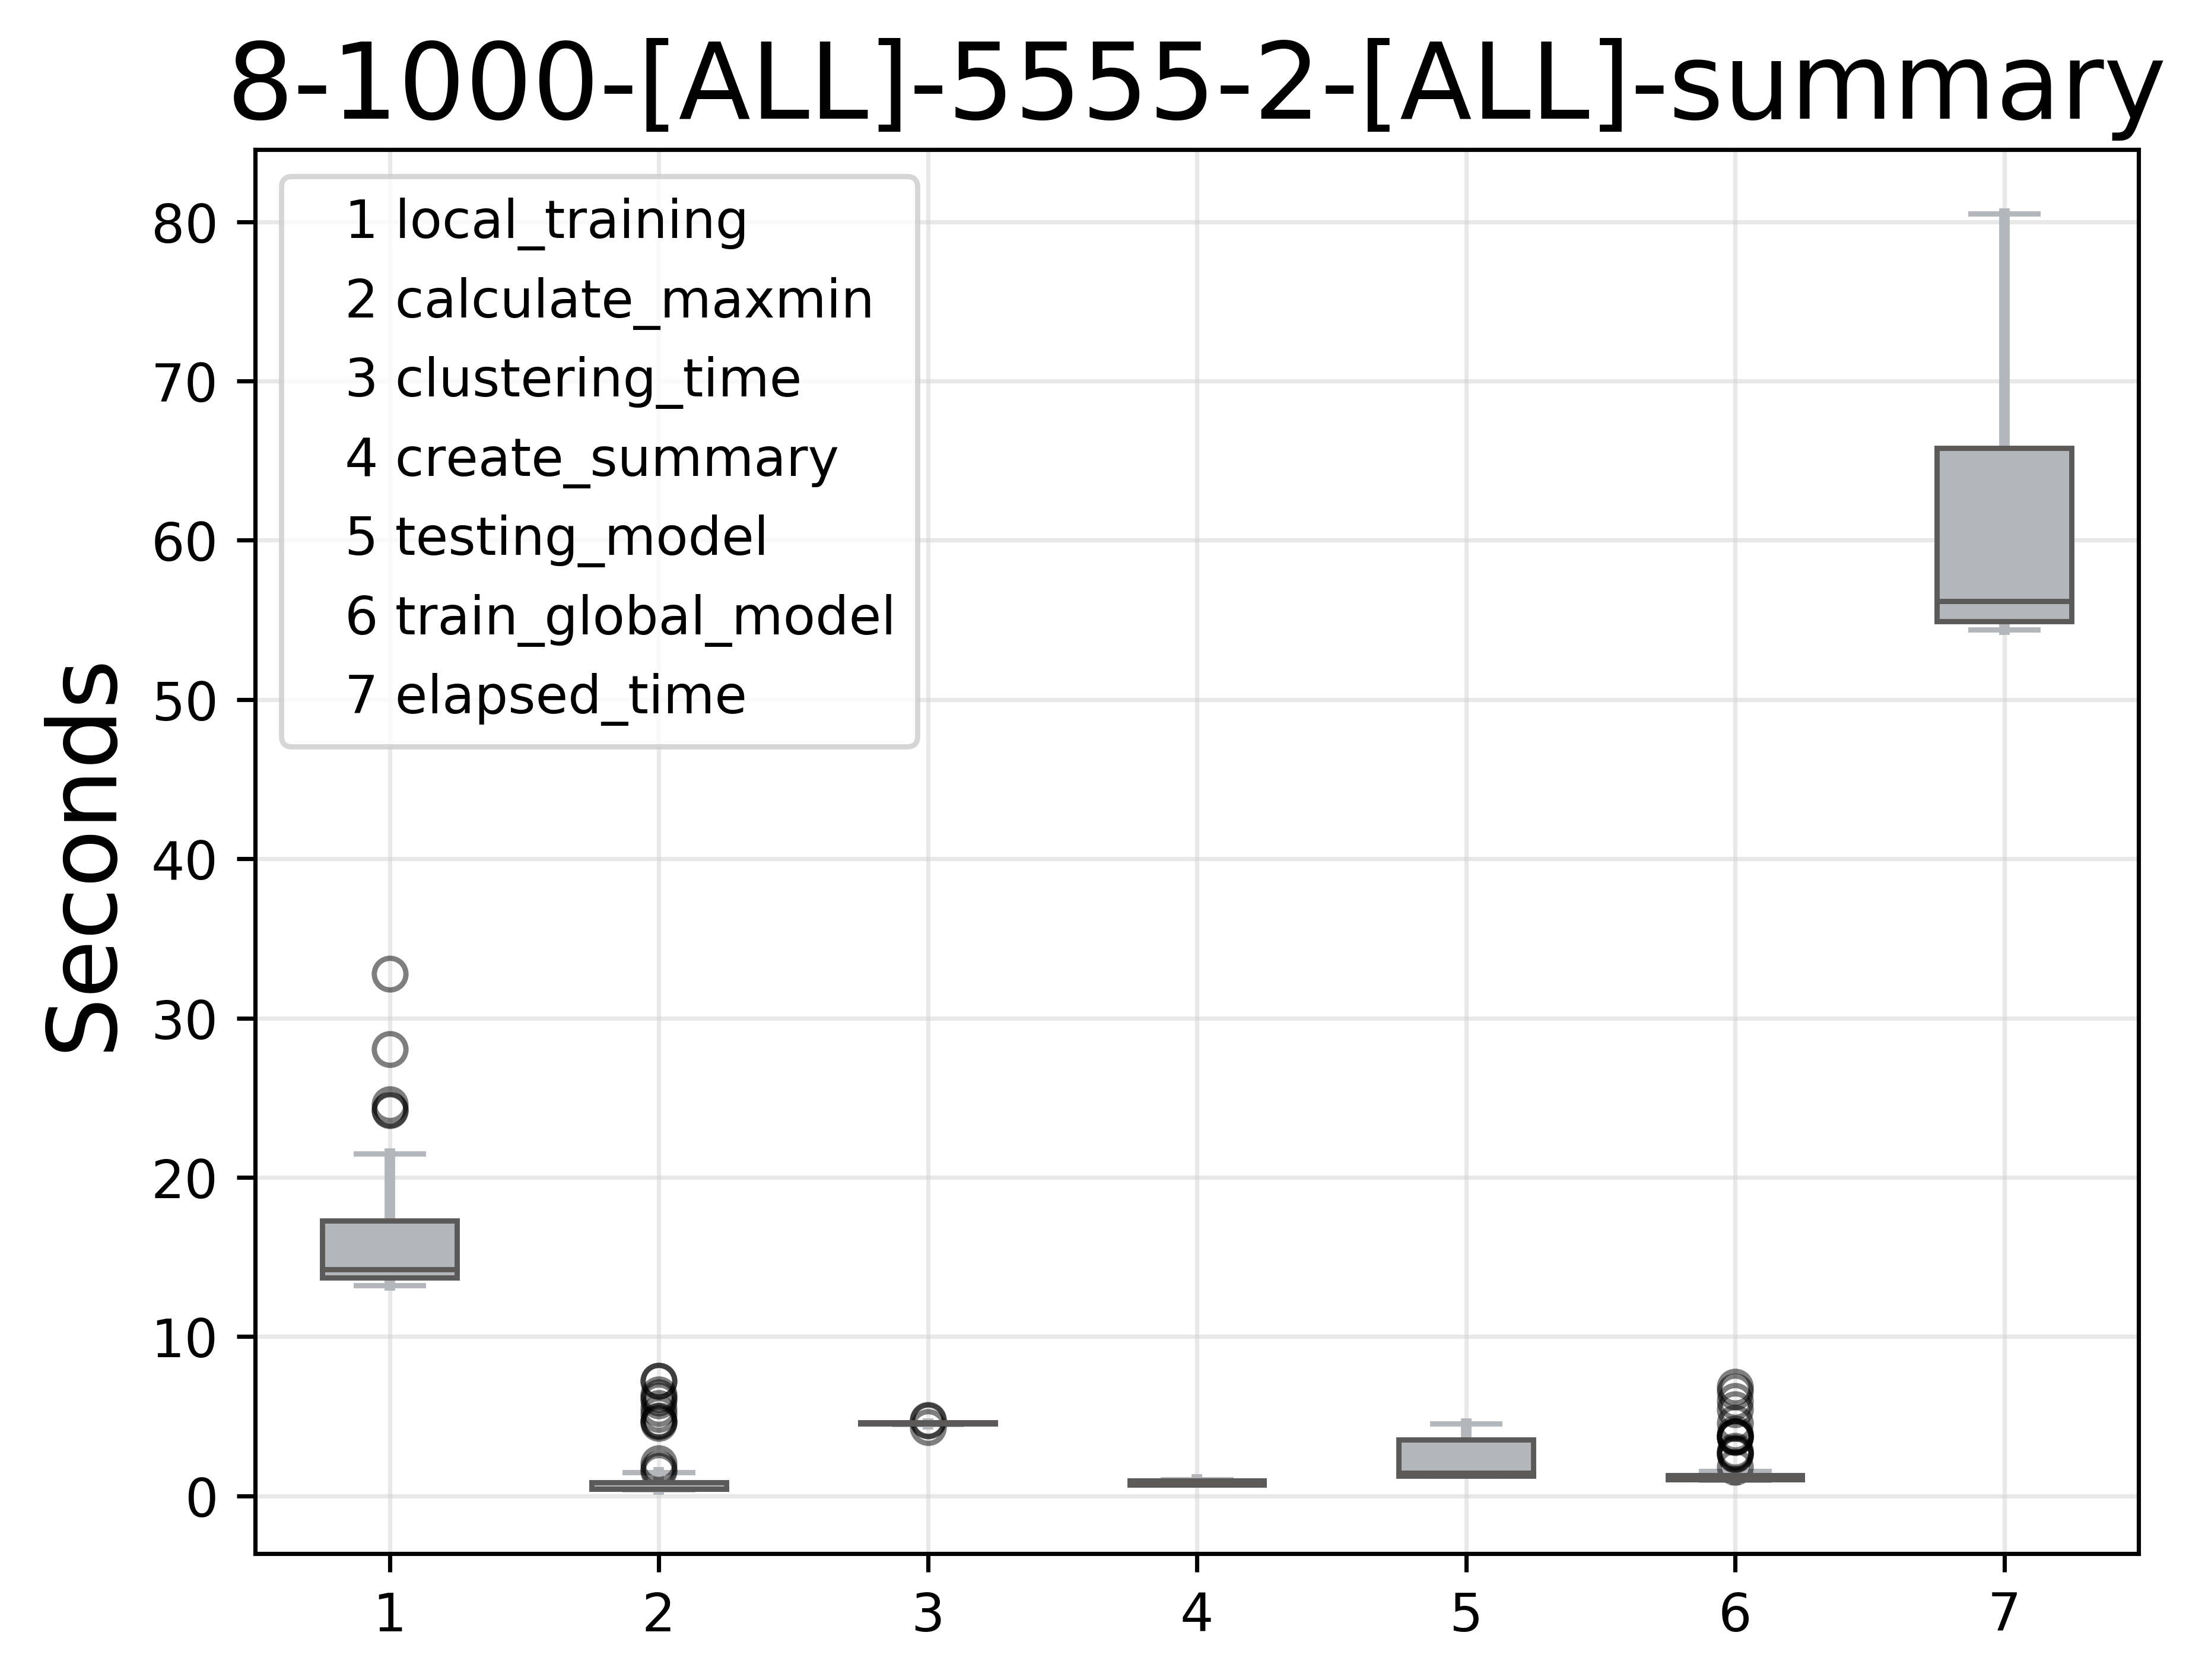 8-1000-[ALL]-5555-2-[ALL]-summary
1 local_training
2 calculate_maxmin
3 clustering_time
4 create_summary
5 testing_model
6 train_global_model
7 elapsed_time
Seconds
80
70
60
50
40
30
20
10
0
1 2 3 4 5 6 7